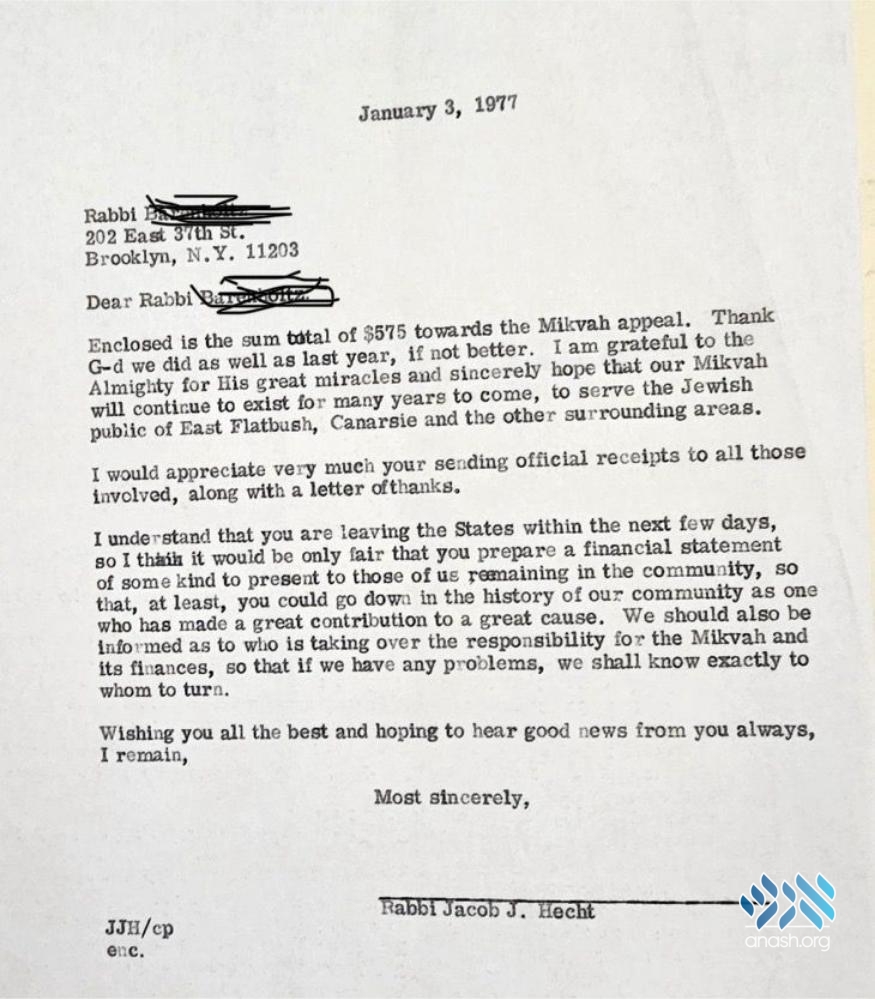 January 3, 1977
Rabbi
202 East 37th St.
Brooklyn, N.Y. 11203
Dear Rabbi
Enclosed is the sum total of $575 towards the Mikvah appeal. Thank
G-d we did as well as last year, if not better. I am grateful to the
Almighty for His great miracles and sincerely hope that our Mikvah
will continue to exist for many years to come, to serve the Jewish
public of East Flatbush, Canarsie and the other surrounding areas.
I would appreciate very much your sending official receipts to all those
involved, along with a letter ofthanks.
I understand that you are leaving the States within the next few days,
so I think it would be only fair that you prepare a financial statement
of some kind to present to those of us remaining in the community, so
that, at least, you could go down in the history of our community as one
who has made a great contribution to a great cause. We should also be
informed as to who is taking over the responsibility for the Mikvah and
its finances, so that if we have any problems, we shall know exactly to
whom to turn.
Wishing you all the best and hoping to hear good news from you always,
I remain,
Most sincerely,
Rabbi Jacob J. Hecht
JJH/cp
enc.
אנש
anash.org